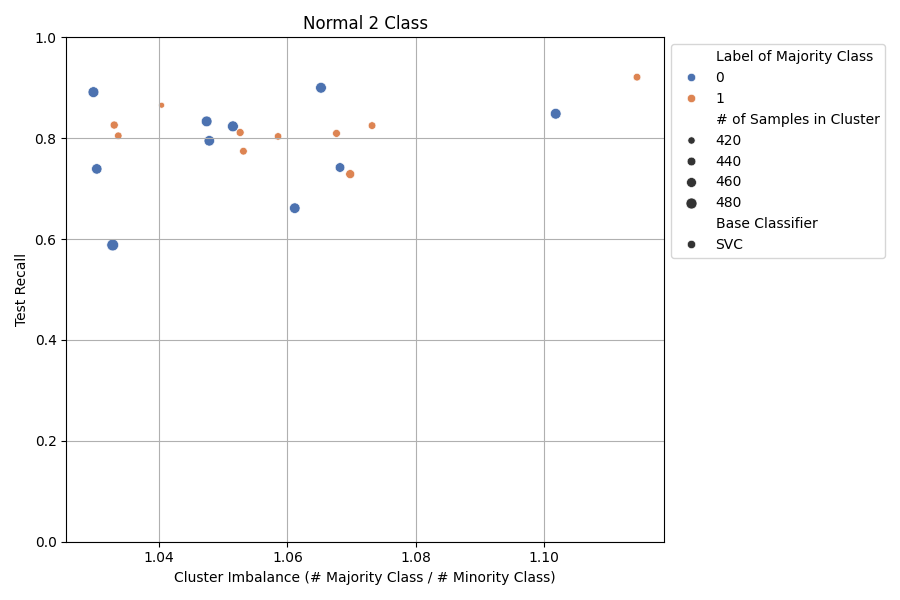 Normal 2 Class
1.0
0.8
0.6
0.4
0.2
0.0
Test Recall
1.04
1.06
1.08
1.10
Cluster Imbalance (# Majority Class / # Minority Class)
Label of Majority Class
0
1
# of Samples in Cluster
420
440
460
480
Base Classifier
SVC